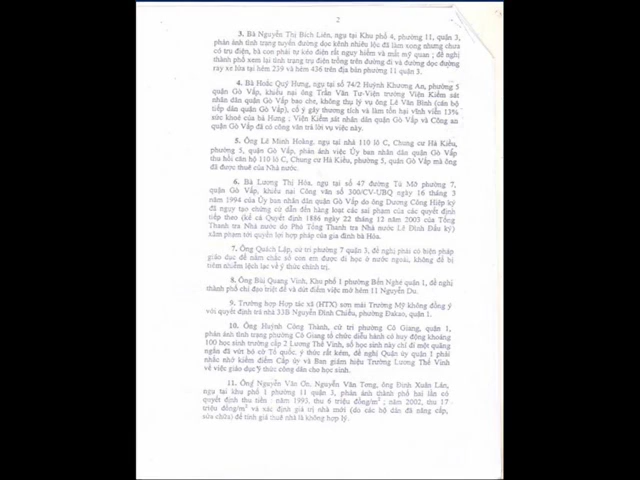 2
3. Bà Nguyễn Thị Bích Liên, ngụ tại Khu phố 4, phường 11, quận 3,
phản ánh tình trạng tuyến đường dọc kênh nhiêu lộc đã làm xong nhưng chưa
có trụ điện, bà con phải tự kéo điện rất nguy hiểm và mất mỹ quan ; đề nghị
thành phố xem lại tình trạng trụ điện trồng trên đường đi và đường dọc đường
ray xe lửa tại hẻm 239 và hẻm 436 trên địa bàn phường 11 quận 3.
4. Bà Hoắc Quý Hưng, ngụ tại số 74/2 Huỳnh Khương An, phường 5
quận Gò Vấp, khiếu nại ông Trần Văn Tư-Viện trưởng Viện Kiểm sát
nhân dân quận Gò Vấp bao che, không thụ lý vụ ông Lê Văn Bình (cán bộ
tiếp dân quận Gò Vấp), cố ý gây thương tích và làm tổn hại vĩnh viễn 13%
sức khoẻ của bà Hưng ; Viện Kiểm sát nhân dân quận Gò Vấp và Công an
quận Gò Vấp đã có công văn trả lời vụ việc này.
5. Ông Lê Minh Hoàng, ngụ tại nhà 110 lô C, Chung cư Hà Kiều,
phường 5, quận Gò Vấp, phản ánh việc Ủy ban nhân dân quận Gò Vấp
thu hồi căn hộ 110 lô C, Chung cư Hà Kiều, phường 5, quận Gò Vấp mà ông
đã được thuê của Nhà nước.
6. Bà Lương Thị Hòa, ngụ tại số 47 đường Tú Mỡ phường 7,
quận Gò Vấp, khiếu nại Công văn số 300/CV-UBQ ngày 16 tháng 3
năm 1994 của Ủy ban nhân dân quận Gò Vấp do ông Dương Công Hiệp ký
đã ngụy tạo chứng cứ dẫn đến hàng loạt các sai phạm của các quyết định
tiếp theo (kể cả Quyết định 1886 ngày 22 tháng 12 năm 2003 của Tổng
Thanh tra Nhà nước do Phó Tổng Thanh tra Nhà nước Lê Đình Đấu ký)
xâm phạm tới quyền lợi hợp pháp của gia đình bà Hòa.
7. Ông Quách Lập, cử tri phường 7 quận 3, đề nghị phải có biện pháp
giáo dục để nắm chắc số con em được đi học ở nước ngoài, không để bị
tiêm nhiễm lệch lạc về ý thức chính trị.
8. Ông Bùi Quang Vinh, Khu phố 1 phường Bến Nghé quận 1, đề nghị
thành phố chỉ đạo triệt để và dứt điểm việc mở hẻm 11 Nguyễn Du.
9. Trường hợp Hợp tác xã (HTX) sơn mài Trường Mỹ không đồng ý
với quyết định trả nhà 33B Nguyễn Đình Chiểu, phường Đakao, quận 1.
10. Ông Huỳnh Công Thành, cử tri phường Cô Giang, quận 1,
phản ánh tình trạng phường Cô Giang tổ chức diễu hành có huy động khoảng
100 học sinh trường cấp 2 Lương Thế Vinh, số học sinh này chỉ đi một quãng
ngắn đã vứt bỏ cờ Tổ quốc, ý thức rất kém, đề nghị Quận ủy quận 1 phải
nhắc nhở kiểm điểm Cấp ủy và Ban giám hiệu Trường Lương Thế Vinh
về việc giáo dục ý thức công dân cho học sinh.
11. Ông Nguyễn Văn Ơn, Nguyễn Văn Tong, ông Đinh Xuân Lân,
ngụ tại khu phố 1 phường 11 quận 3, phản ánh thành phố hai lần có
quyết định thu tiền : năm 1995, thu 6 triệu đồng/m² ; năm 2002, thu 17
triệu đồng/m² và xác định giá trị nhà mới (do các hộ dân đã nâng cấp,
sửa chữa) để tính giá thuê nhà là không hợp lý.